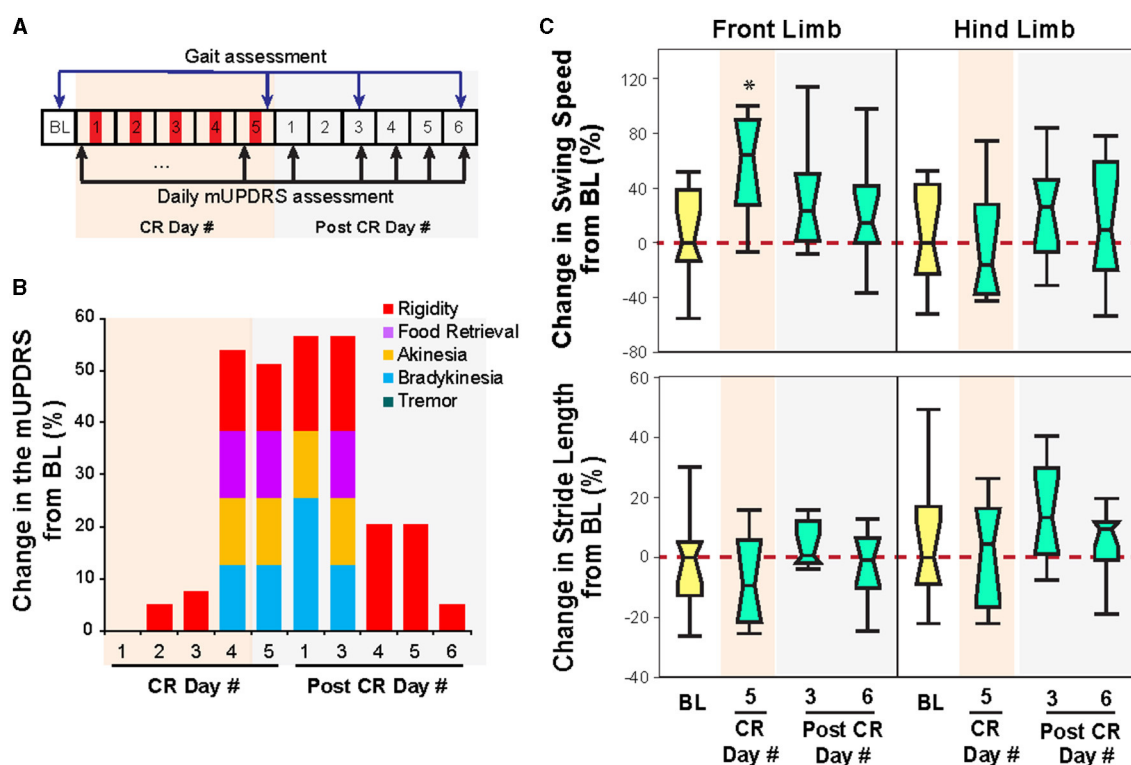 A
Gait assessment
BL 1 2 3 4 5 1 2 3 4 5 6
...
Daily mUPDRS assessment
CR Day # Post CR Day #
B
Change in the mUPDRS
from BL (%)
60
50
40
30
20
10
0
Rigidity
Food Retrieval
Akinesia
Bradykinesia
Tremor
1 2 3 4 5 1 3 4 5 6
CR Day # Post CR Day #
C
Front Limb Hind Limb
Change in Swing Speed
from BL (%)
120
80
40
0
-40
-80
*
Change in Stride Length
from BL (%)
60
40
20
0
-20
-40
BL 5 3 6 BL 5 3 6
CR Post CR CR Post CR
Day # Day # Day # Day #